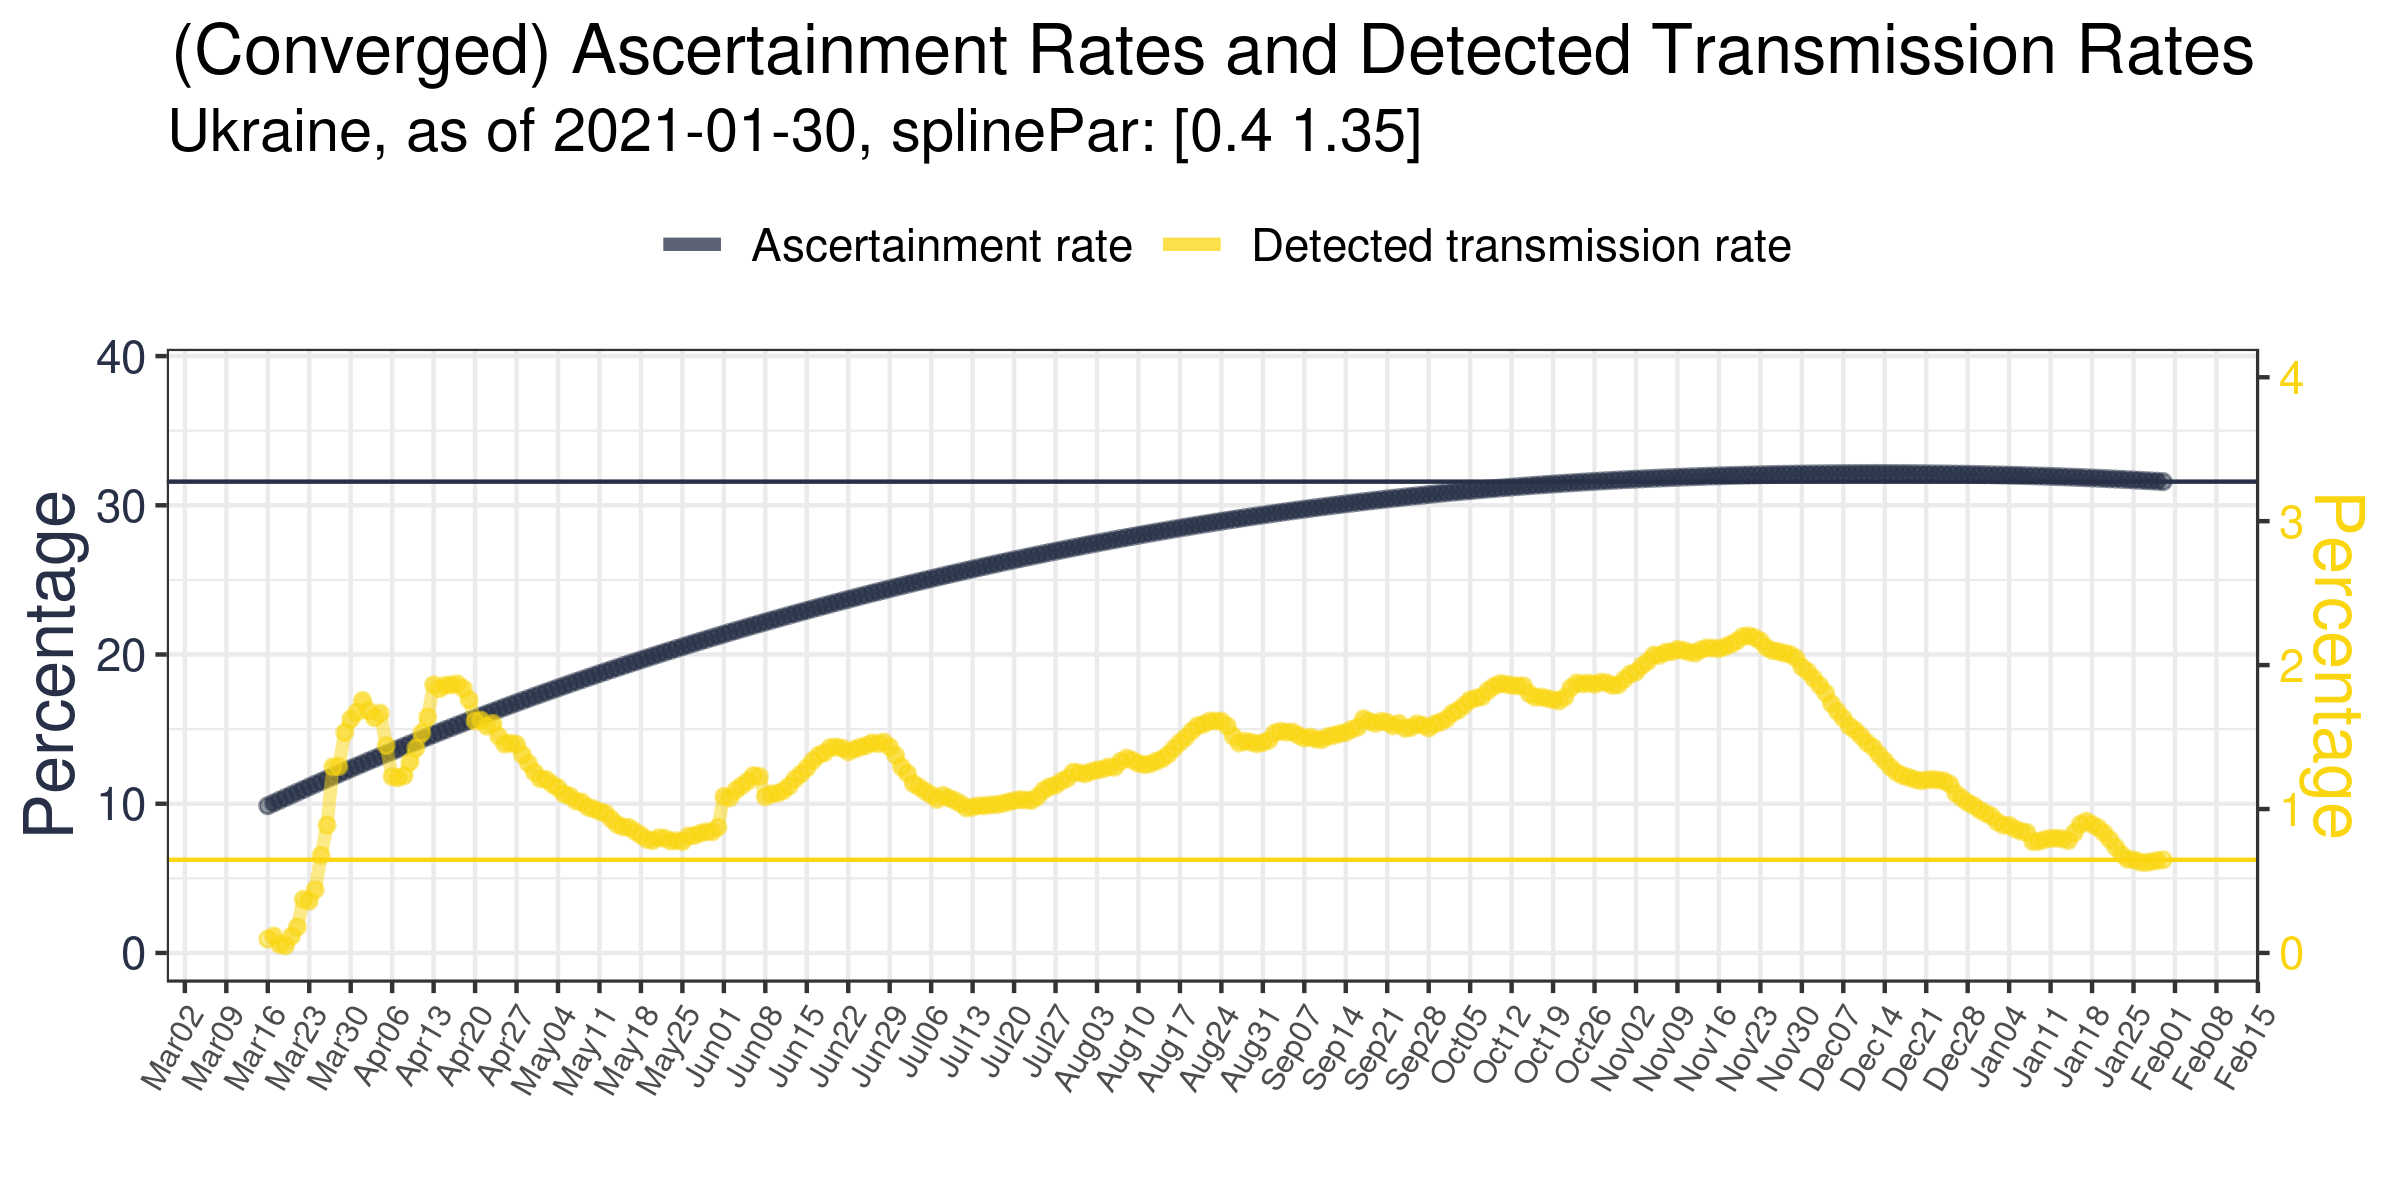 (Converged) Ascertainment Rates and Detected Transmission Rates
Ukraine, as of 2021-01-30, splinePar: [0.4 1.35]
Ascertainment rate Detected transmission rate
Percentage
40
30
20
10
0
4
3
2
1
0
Percentage
Mar02
Mar09
Mar16
Mar23
Mar30
Apr06
Apr13
Apr20
Apr27
May04
May11
May18
May25
Jun01
Jun08
Jun15
Jun22
Jun29
Jul06
Jul13
Jul20
Jul27
Aug03
Aug10
Aug17
Aug24
Aug31
Sep07
Sep14
Sep21
Sep28
Oct05
Oct12
Oct19
Oct26
Nov02
Nov09
Nov16
Nov23
Nov30
Dec07
Dec14
Dec21
Dec28
Jan04
Jan11
Jan18
Jan25
Feb01
Feb08
Feb15